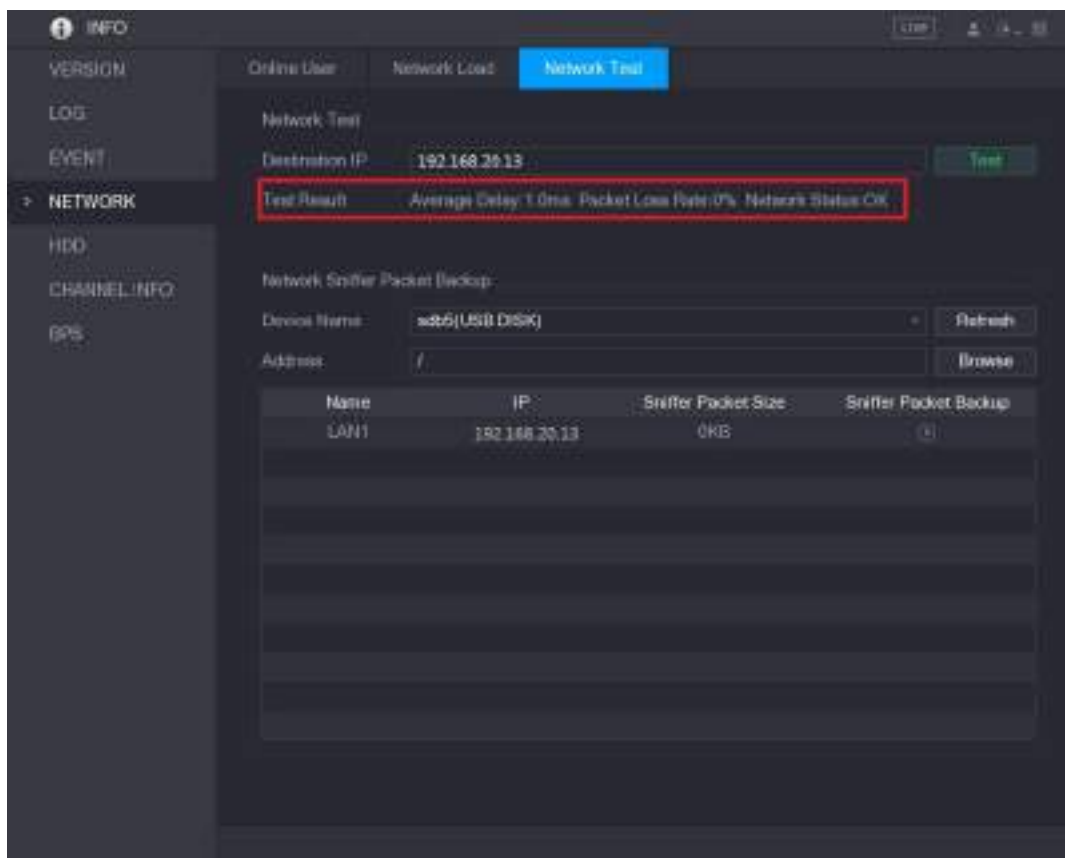 INFO
LIVE
VERSION
Online User Network Load Network Test
LOG
Network Test
EVENT
Destination IP 192.168.20.13 Test
NETWORK
Test Result Average Delay:1.0ms Packet Loss Rate:0% Network Status:OK
HDD
Network Sniffer Packet Backup
CHANNEL INFO
Device Name sdb5(USB DISK) Refresh
BPS
Address / Browse
Name IP Sniffer Packet Size Sniffer Packet Backup
LAN1 192.168.20.13 0KB